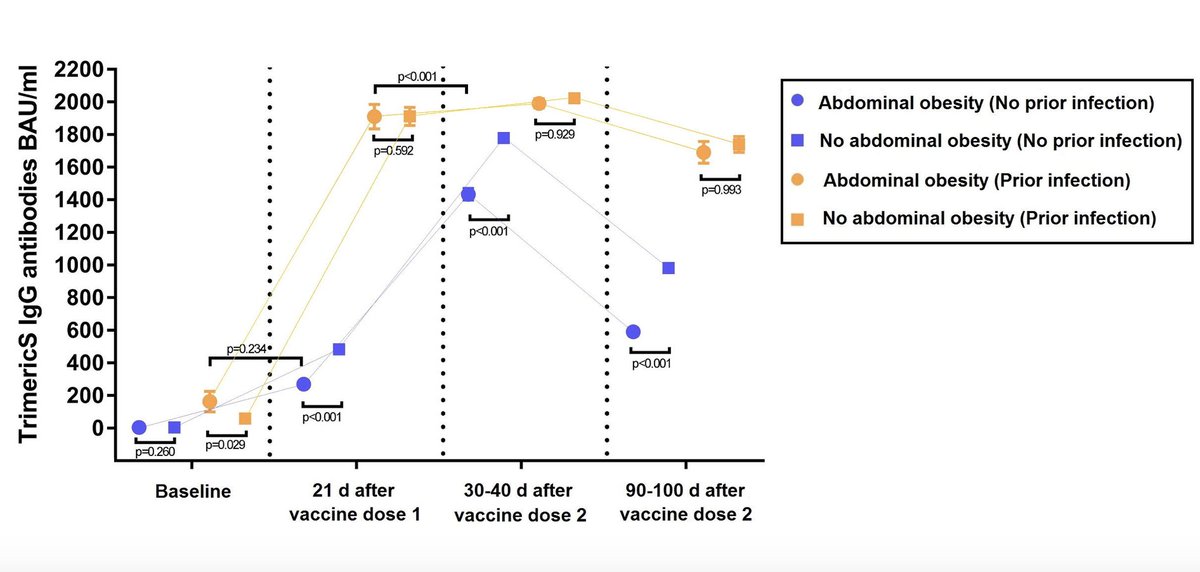 TrimericS IgG antibodies BAU/ml
2200
2000
1800
1600
1400
1200
1000
800
600
400
200
0
p<0.001
p=0.592
p=0.929
p=0.993
p<0.001
p=0.234
p<0.001
p<0.001
p=0.260
p=0.029
Baseline
21 d after
vaccine dose 1
30-40 d after
vaccine dose 2
90-100 d after
vaccine dose 2
Abdominal obesity (No prior infection)
No abdominal obesity (No prior infection)
Abdominal obesity (Prior infection)
No abdominal obesity (Prior infection)